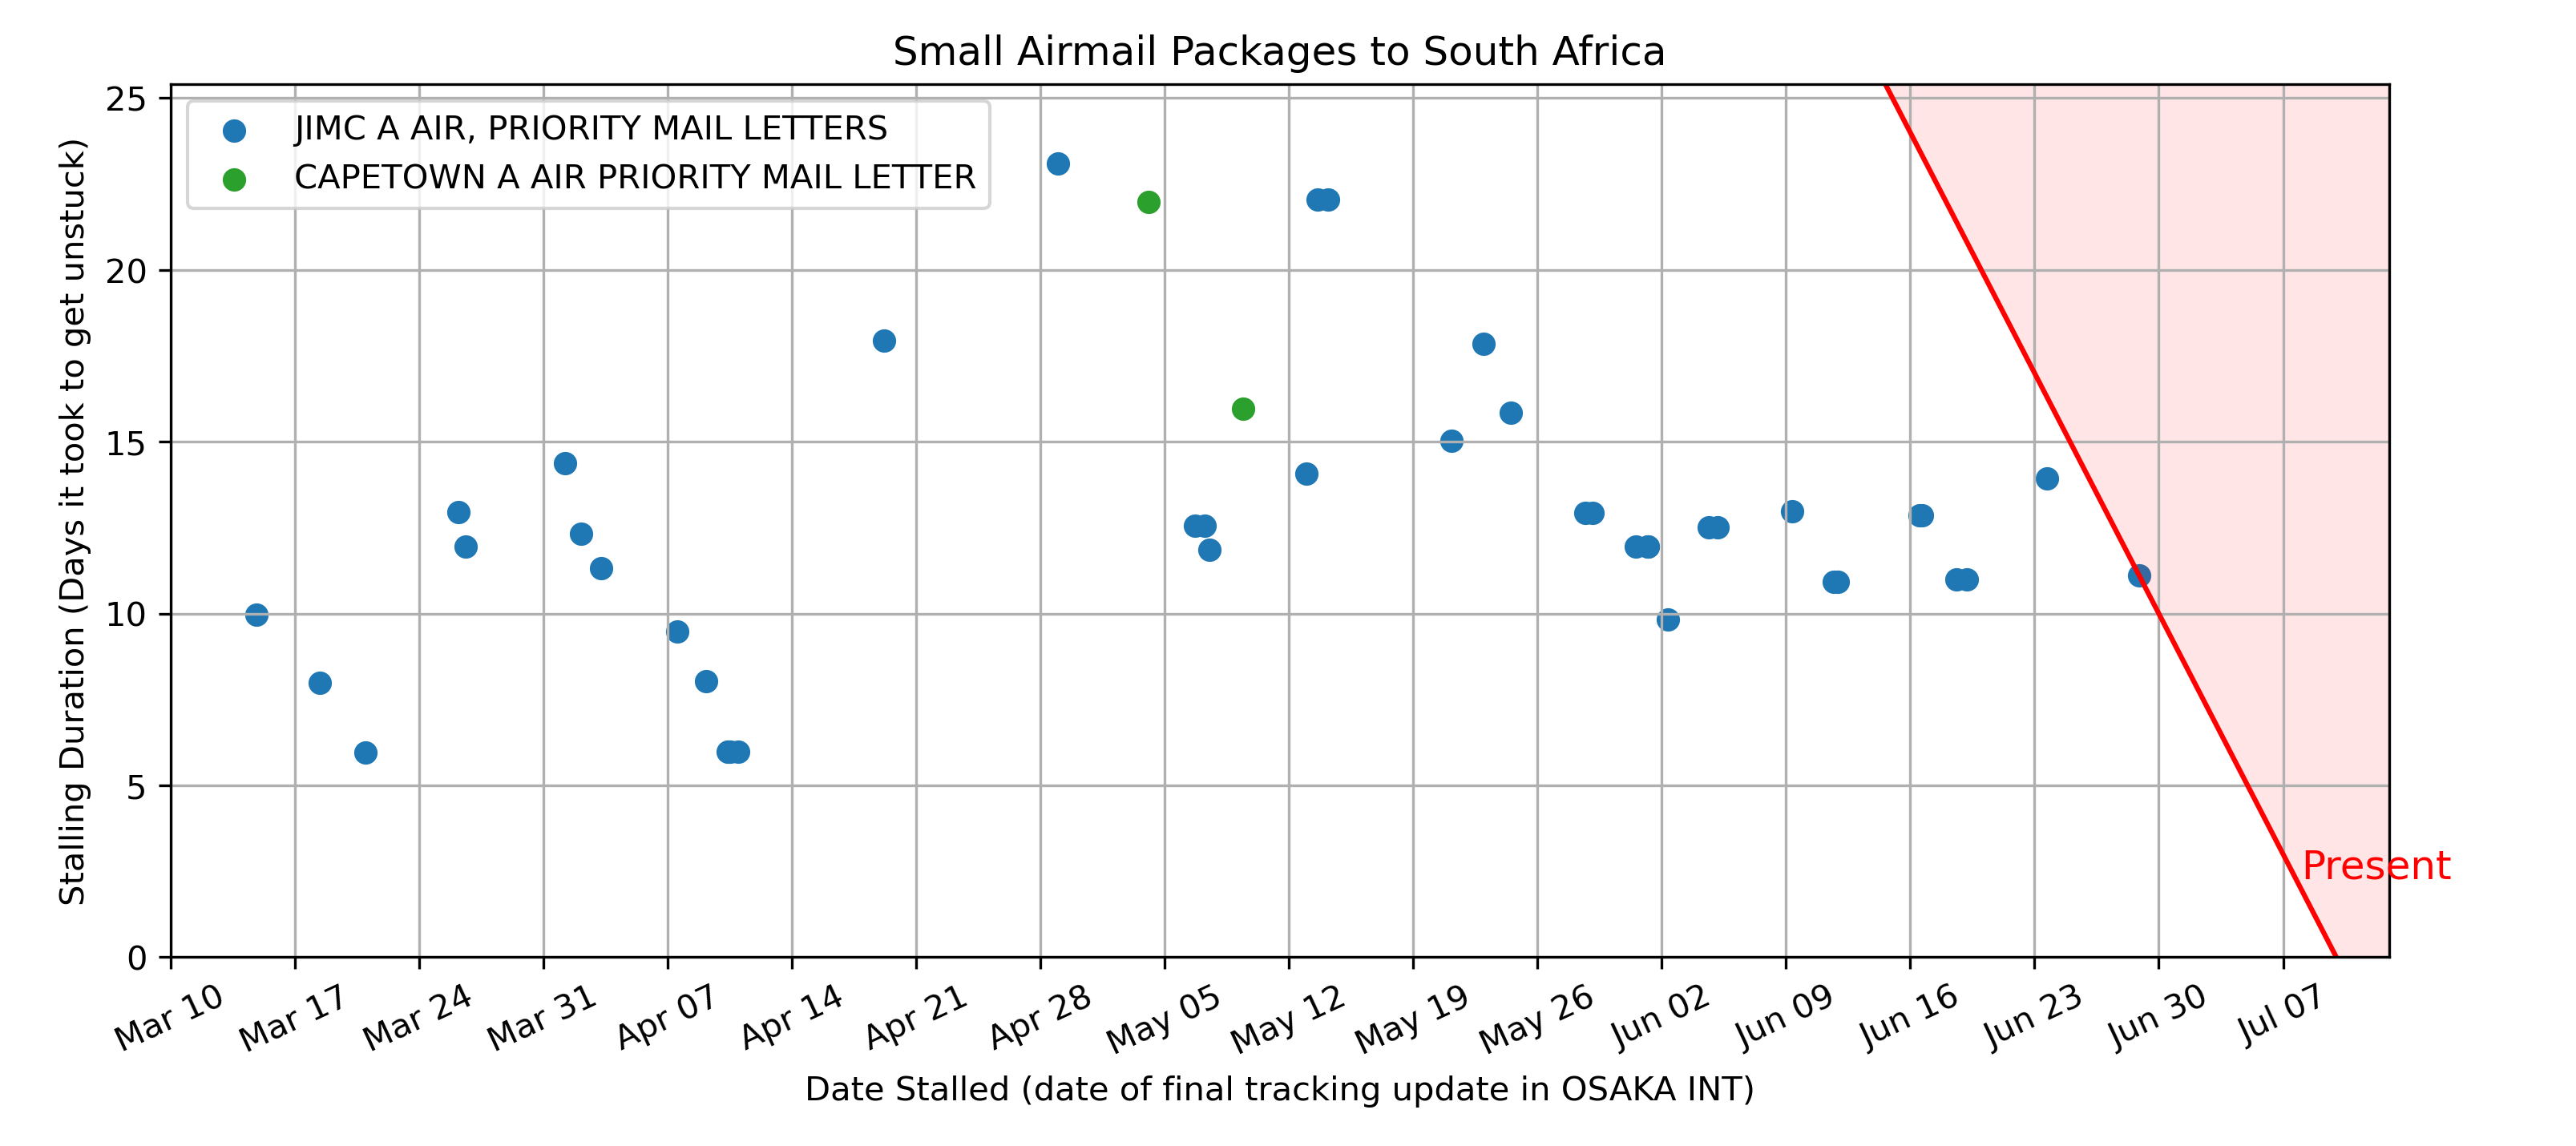 Small Airmail Packages to South Africa
JIMC A AIR, PRIORITY MAIL LETTERS
CAPETOWN A AIR PRIORITY MAIL LETTER
Stalling Duration (Days it took to get unstuck)
25
20
15
10
5
0
Present
Mar 10
Mar 17
Mar 24
Mar 31
Apr 07
Apr 14
Apr 21
Apr 28
May 05
May 12
May 19
May 26
Jun 02
Jun 09
Jun 16
Jun 23
Jun 30
Jul 07
Date Stalled (date of final tracking update in OSAKA INT)